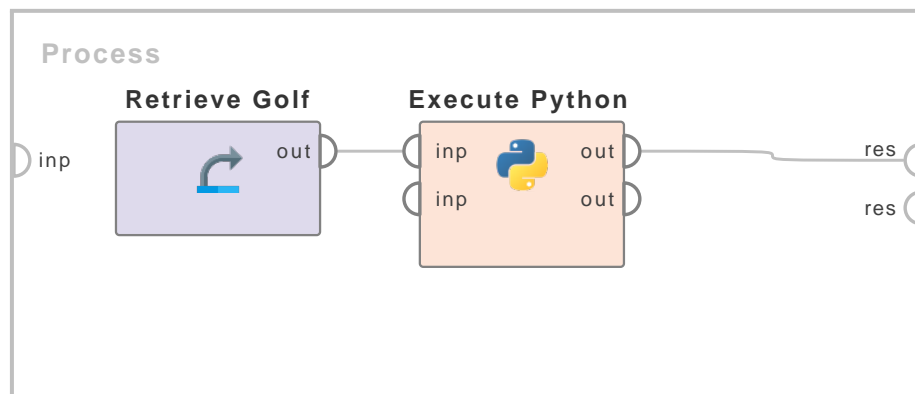 Process
Retrieve Golf
Execute Python
inp
out
inp
out
res
inp
out
res